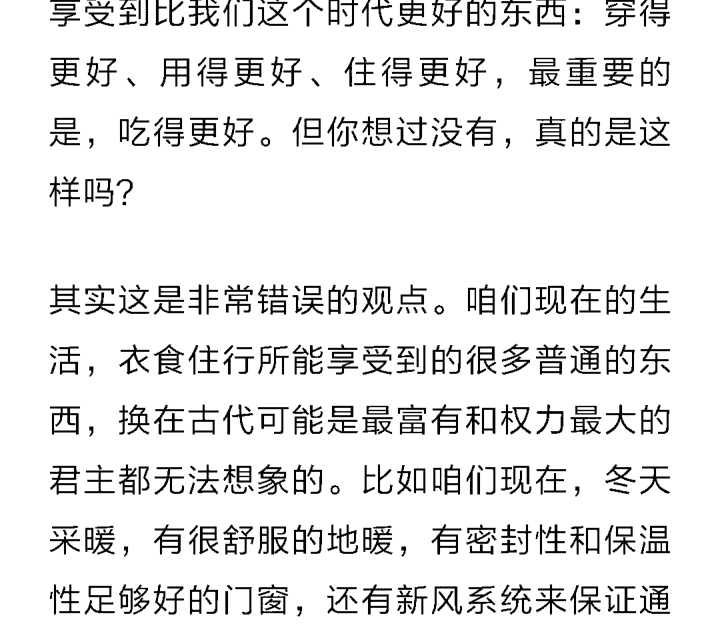 享受到比我们这个时代更好的东西：穿得
更好、用得更好、住得更好，最重要的
是，吃得更好。但你想过没有，真的是这
样吗？
其实这是非常错误的观点。咱们现在的生
活，衣食住行所能享受到的很多普通的东
西，换在古代可能是最富有和权力最大的
君主都无法想象的。比如咱们现在，冬天
采暖，有很舒服的地暖，有密封性和保温
性足够好的门窗，还有新风系统来保证通